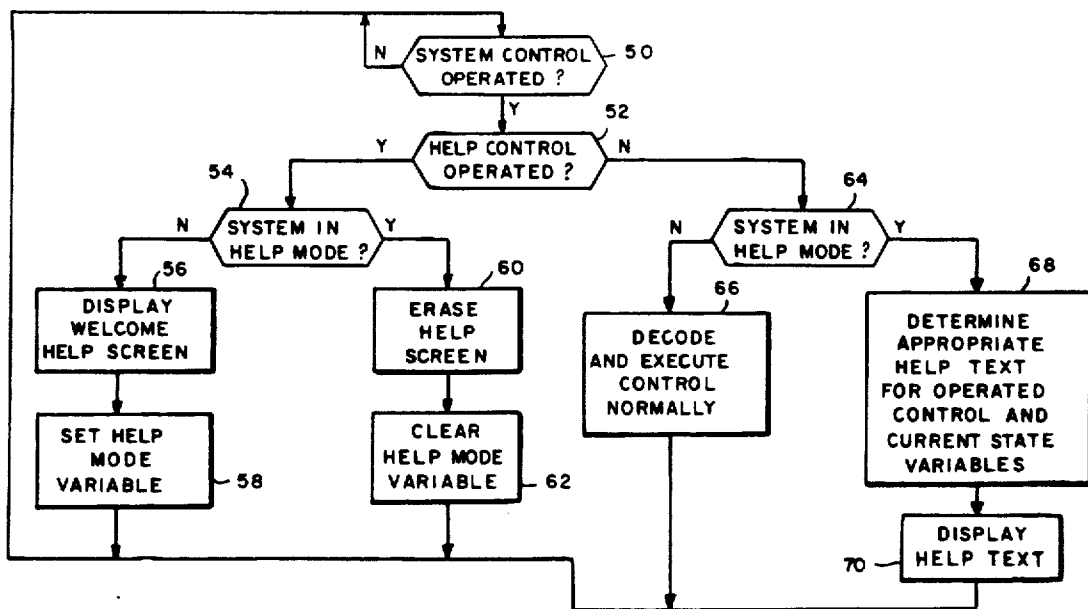 N
SYSTEM CONTROL
OPERATED ?
50
Y
52
Y
HELP CONTROL
OPERATED ?
N
54
64
N
SYSTEM IN
HELP MODE ?
Y
N
SYSTEM IN
HELP MODE ?
Y
56
DISPLAY
WELCOME
HELP SCREEN
60
ERASE
HELP
SCREEN
66
DECODE
AND EXECUTE
CONTROL
NORMALLY
68
DETERMINE
APPROPRIATE
HELP TEXT
FOR OPERATED
CONTROL AND
CURRENT STATE
VARIABLES
SET HELP
MODE
VARIABLE
58
CLEAR
HELP MODE
VARIABLE
62
DISPLAY
HELP TEXT
70